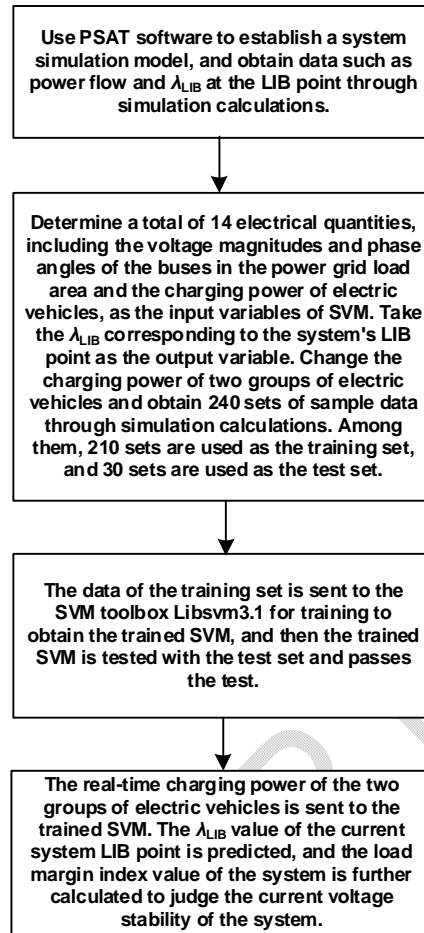 Use PSAT software to establish a system
simulation model, and obtain data such as
power flow and λLIB at the LIB point through
simulation calculations.
Determine a total of 14 electrical quantities,
including the voltage magnitudes and phase
angles of the buses in the power grid load
area and the charging power of electric
vehicles, as the input variables of SVM. Take
the λLIB corresponding to the system's LIB
point as the output variable. Change the
charging power of two groups of electric
vehicles and obtain 240 sets of sample data
through simulation calculations. Among
them, 210 sets are used as the training set,
and 30 sets are used as the test set.
The data of the training set is sent to the
SVM toolbox Libsvm3.1 for training to
obtain the trained SVM, and then the trained
SVM is tested with the test set and passes
the test.
The real-time charging power of the two
groups of electric vehicles is sent to the
trained SVM. The λLIB value of the current
system LIB point is predicted, and the load
margin index value of the system is further
calculated to judge the current voltage
stability of the system.